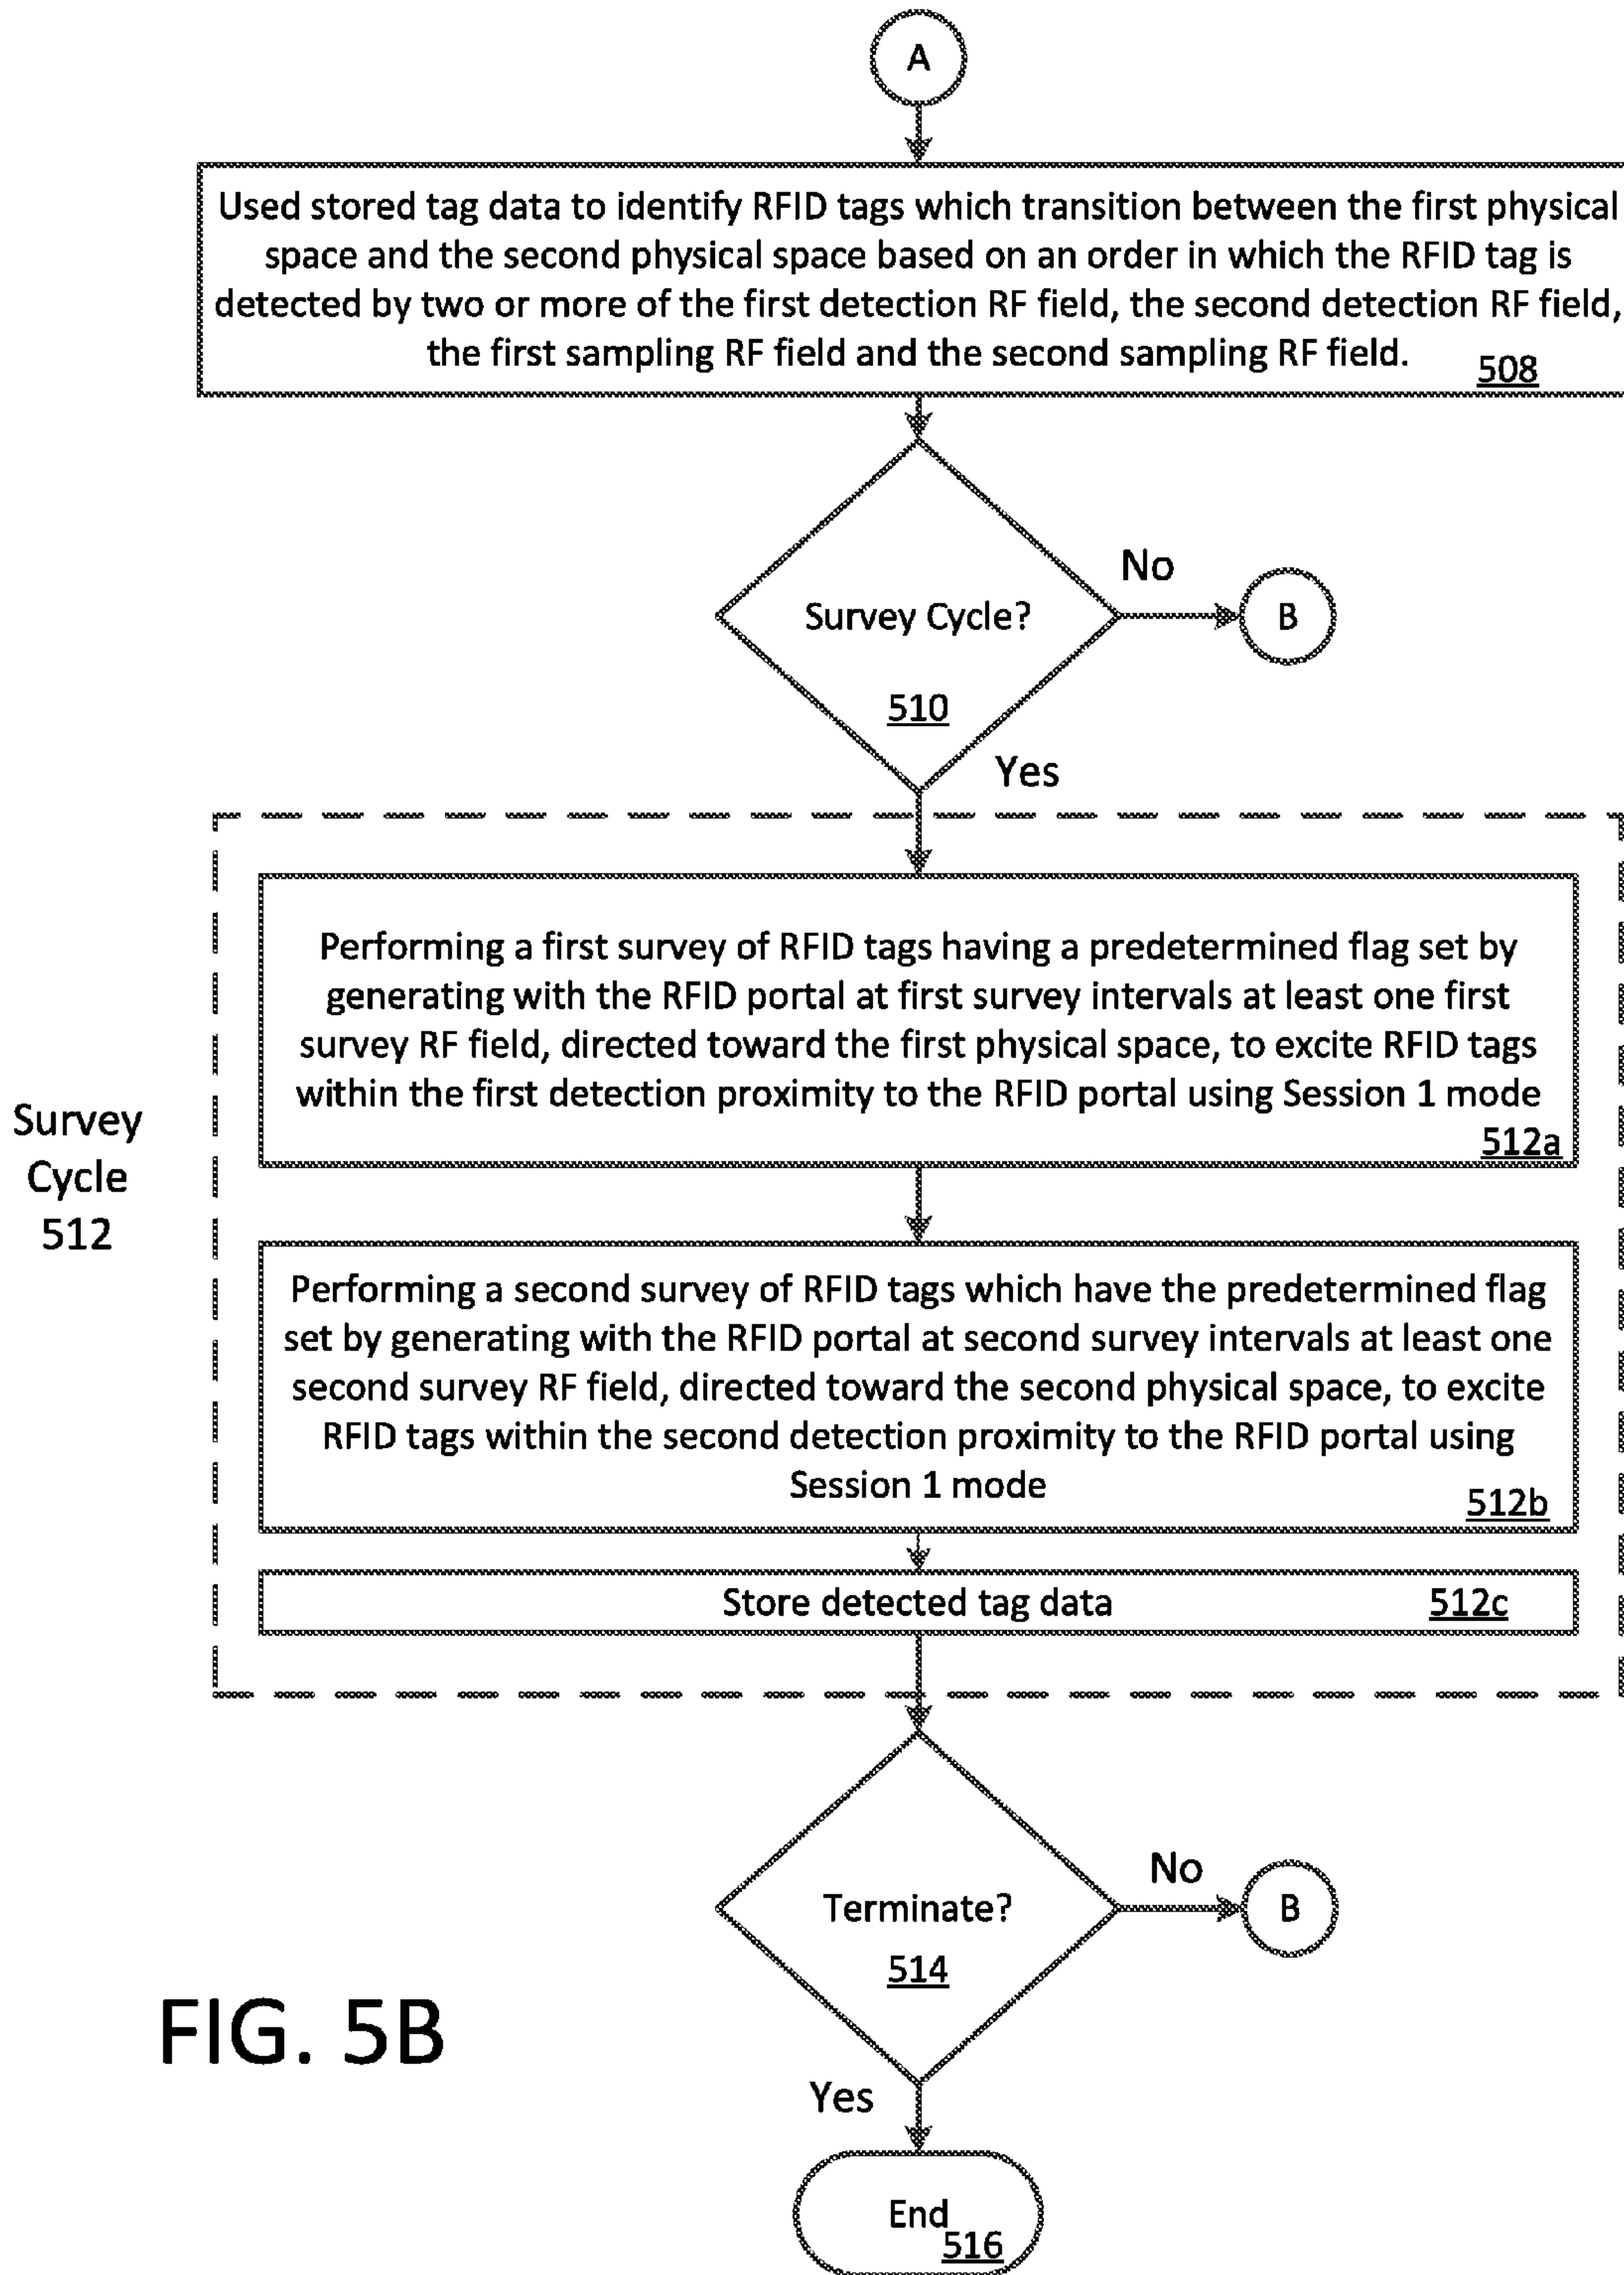 A
Used stored tag data to identify RFID tags which transition between the first physical
space and the second physical space based on an order in which the RFID tag is
detected by two or more of the first detection RF field, the second detection RF field,
the first sampling RF field and the second sampling RF field.
508
No
Survey Cycle?
B
510
Yes
Survey
Cycle
512
Performing a first survey of RFID tags having a predetermined flag set by
generating with the RFID portal at first survey intervals at least one first
survey RF field, directed toward the first physical space, to excite RFID tags
within the first detection proximity to the RFID portal using Session 1 mode
512a
Performing a second survey of RFID tags which have the predetermined flag
set by generating with the RFID portal at second survey intervals at least one
second survey RF field, directed toward the second physical space, to excite
RFID tags within the second detection proximity to the RFID portal using
Session 1 mode
512b
Store detected tag data
512c
No
Terminate?
B
514
Yes
End
516
FIG. 5B